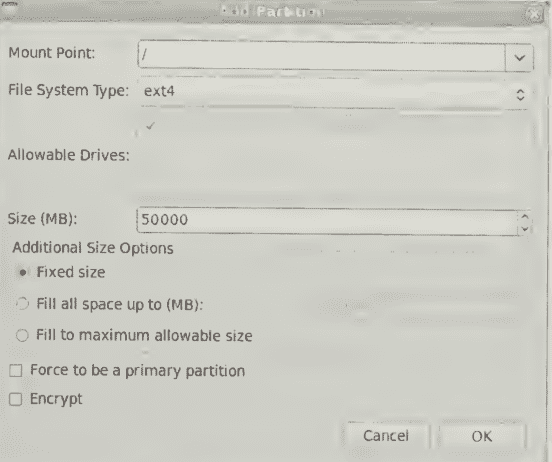 Add Partition
Mount Point: /
File System Type: ext4
Allowable Drives:
Size (MB): 50000
Additional Size Options
Fixed size
Fill all space up to (MB):
Fill to maximum allowable size
Force to be a primary partition
Encrypt
Cancel OK